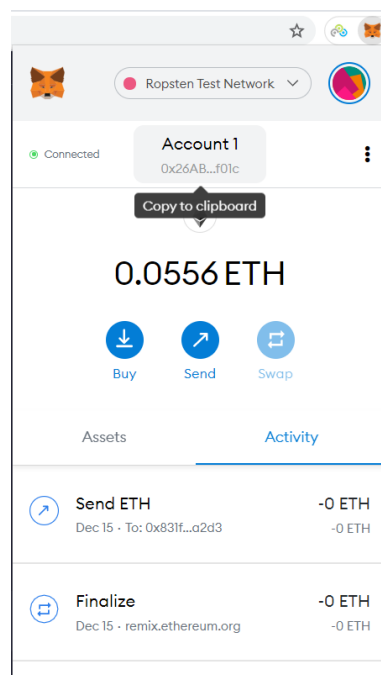 Ropsten Test Network
Connected
Account 1
0x26AB...f01c
Copy to clipboard
0.0556 ETH
Buy
Send
Swap
Assets
Activity
Send ETH
-0 ETH
Dec 15 · To: 0x831f...a2d3
-0 ETH
Finalize
-0 ETH
Dec 15 · remix.ethereum.org
-0 ETH